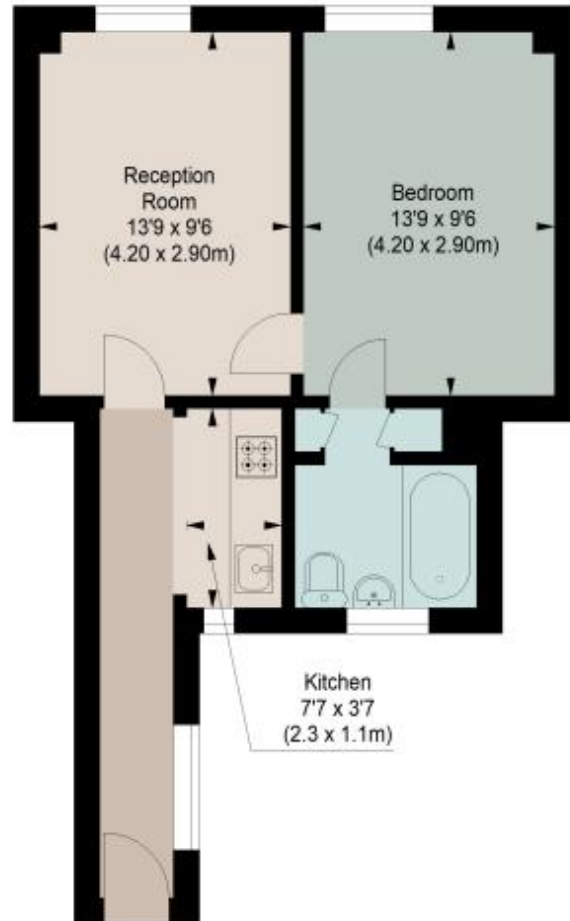 Reception
Room
13'9 x 9'6
(4.20 x 2.90m)
Bedroom
13'9 x 9'6
(4.20 x 2.90m)
Kitchen
7'7 x 3'7
(2.3 x 1.1m)